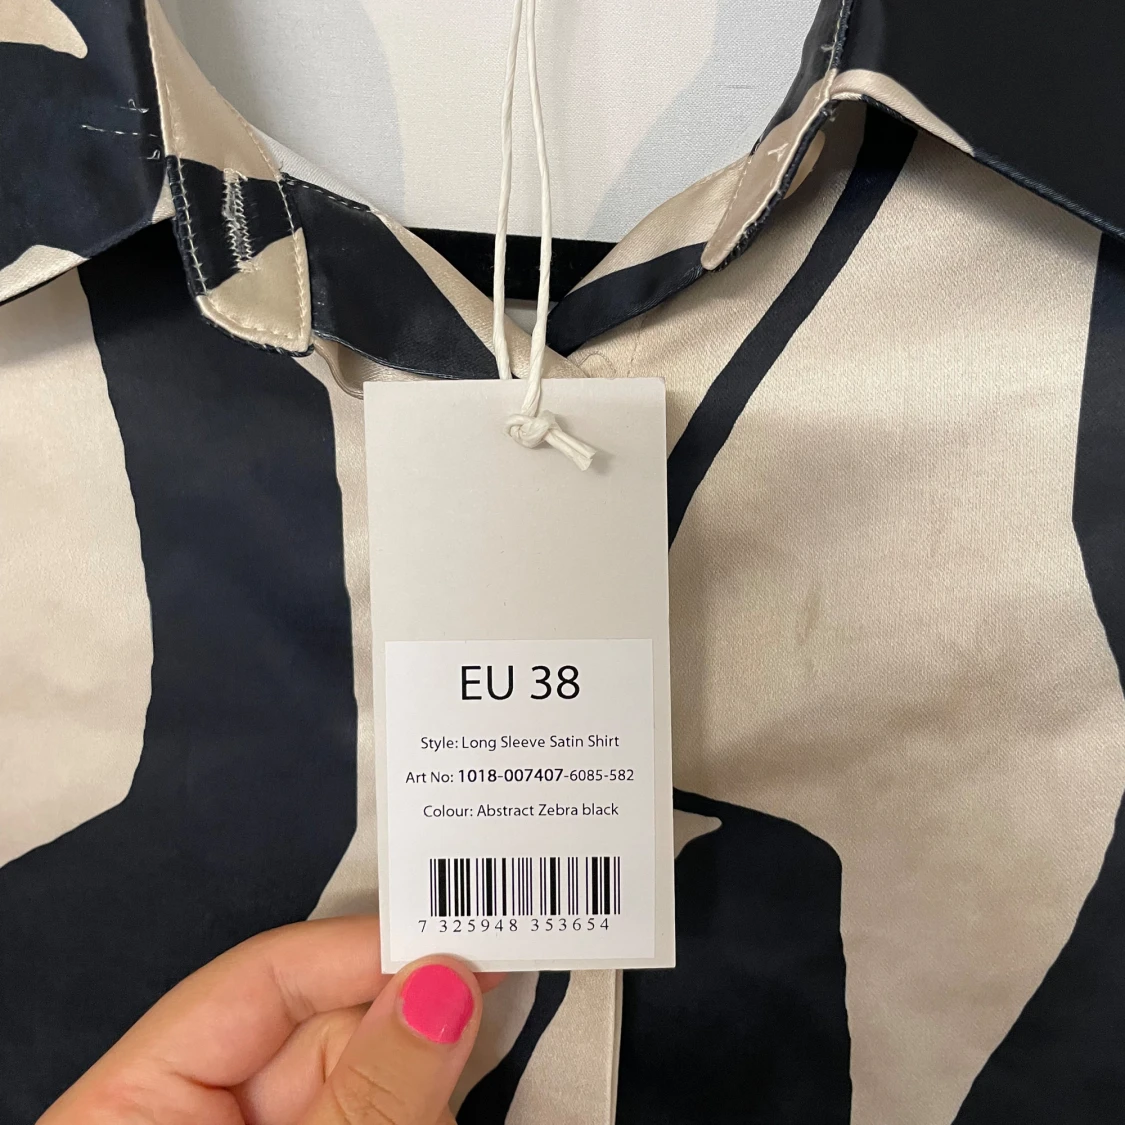 EU 38
Style: Long Sleeve Satin Shirt
Art No: 1018-007407-6085-582
Colour: Abstract Zebra black
7 325948 353654